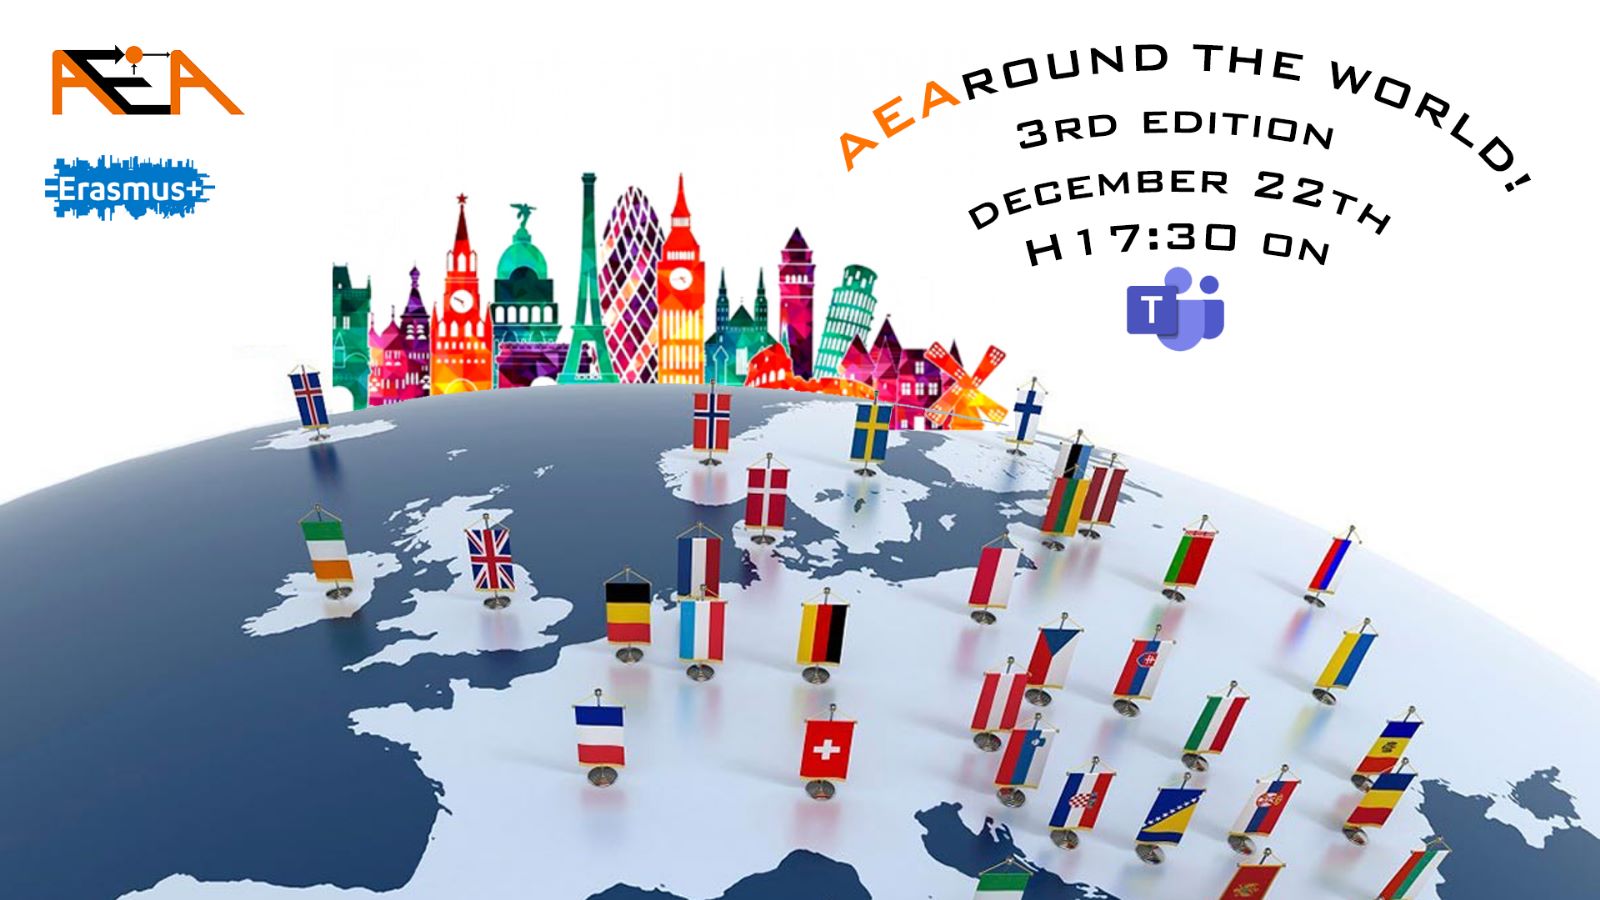 AEA
Erasmus+
AEAROUND THE WORLD!
3RD EDITION
DECEMBER 22TH
H17:30 ON
T